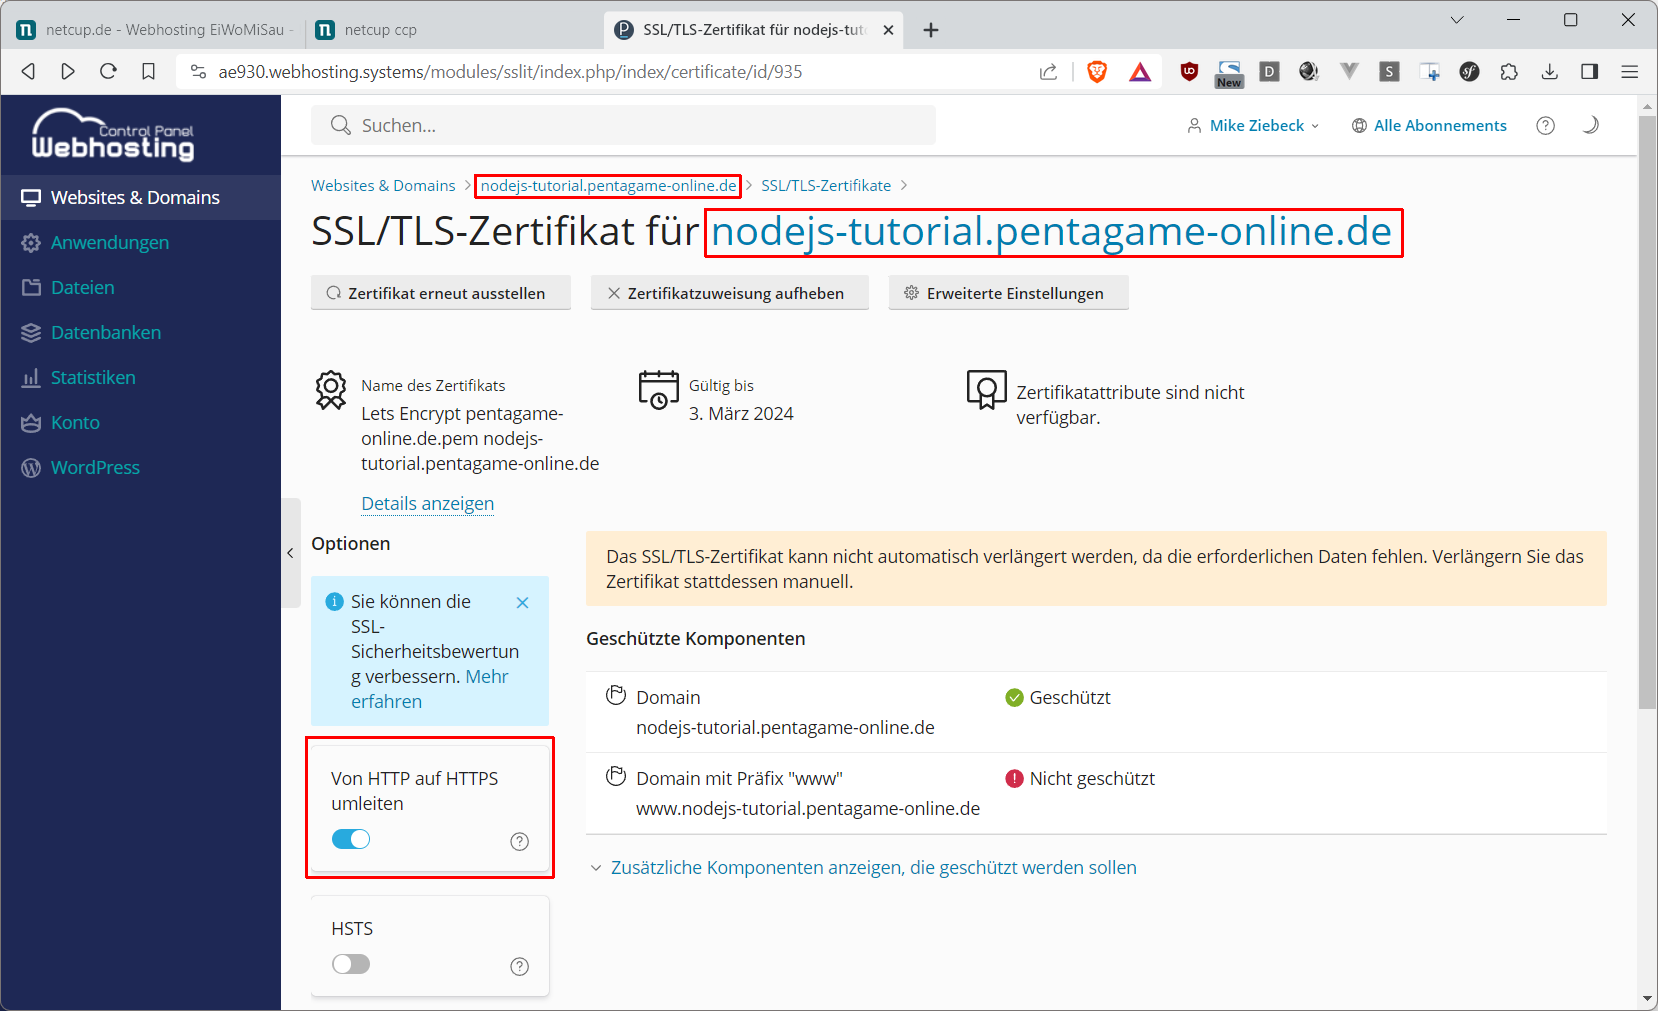 netcup.de - Webhosting EiWoMiSau -
netcup ccp
SSL/TLS-Zertifikat für nodejs-tut
ae930.webhosting.systems/modules/sslit/index.php/index/certificate/id/935
New
D
S
sf
Control Panel
Webhosting
Suchen...
Mike Ziebeck
Alle Abonnements
Websites & Domains
Anwendungen
Dateien
Datenbanken
Statistiken
Konto
WordPress
Websites & Domains > nodejs-tutorial.pentagame-online.de > SSL/TLS-Zertifikate >
SSL/TLS-Zertifikat für nodejs-tutorial.pentagame-online.de
Zertifikat erneut ausstellen
Zertifikatzuweisung aufheben
Erweiterte Einstellungen
Name des Zertifikats
Lets Encrypt pentagame-
online.de.pem nodejs-
tutorial.pentagame-online.de
Details anzeigen
Gültig bis
3. März 2024
Zertifikatattribute sind nicht
verfügbar.
Optionen
Sie können die
SSL-
Sicherheitsbewertun
g verbessern. Mehr
erfahren
Von HTTP auf HTTPS
umleiten
HSTS
Das SSL/TLS-Zertifikat kann nicht automatisch verlängert werden, da die erforderlichen Daten fehlen. Verlängern Sie das
Zertifikat stattdessen manuell.
Geschützte Komponenten
Domain
nodejs-tutorial.pentagame-online.de
Geschützt
Domain mit Präfix "www"
www.nodejs-tutorial.pentagame-online.de
Nicht geschützt
Zusätzliche Komponenten anzeigen, die geschützt werden sollen